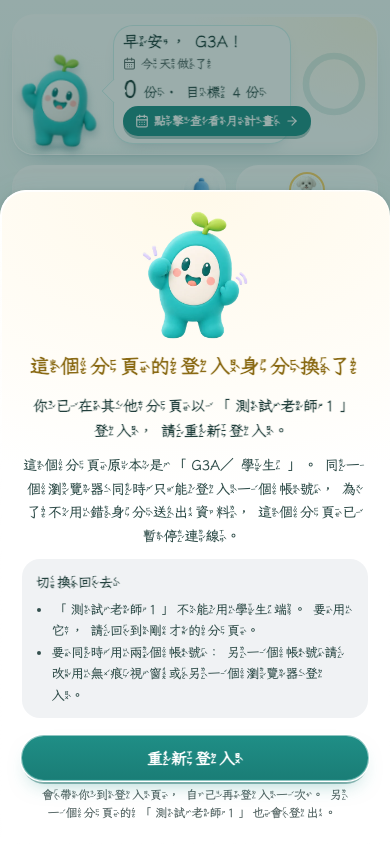 早安，G3A！
今天做了
0 份・目標 4 份
點擊查看月計畫 →
這個分頁的登入身分換了
你已在其他分頁以「測試老師1」
登入，請重新登入。
這個分頁原本是「G3A／學生」。同一
個瀏覽器同時只能登入一個帳號，為
了不用錯身分送出資料，這個分頁已
暫停連線。
切換回去
• 「測試老師1」不能用學生端。要用
它，請回到剛才的分頁。
• 要同時用兩個帳號：另一個帳號請
改用無痕視窗或另一個瀏覽器登
入。
重新登入
會帶你到登入頁，自己再登入一次。另
一個分頁的「測試老師1」也會登出。